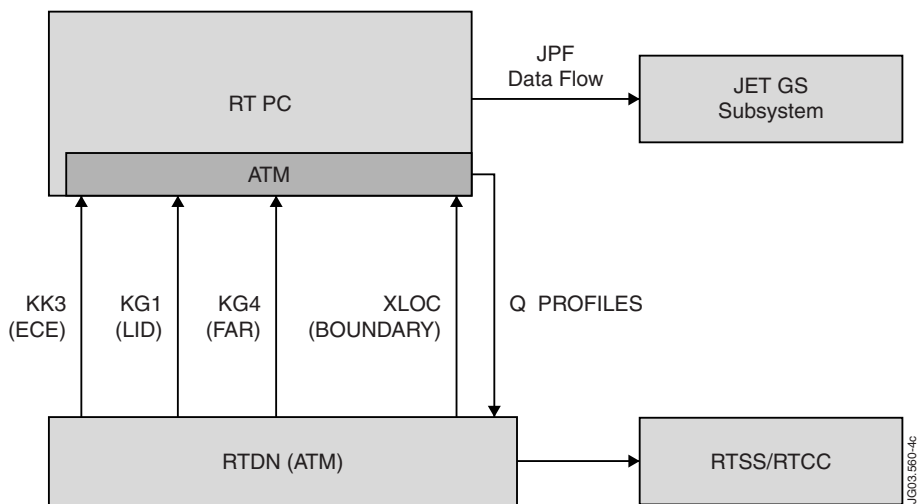 RT PC
JPF
Data Flow
JET GS
Subsystem
ATM
KK3
(ECE)
KG1
(LID)
KG4
(FAR)
XLOC
(BOUNDARY)
Q PROFILES
RTDN (ATM)
RTSS/RTCC
JG03.560-4c